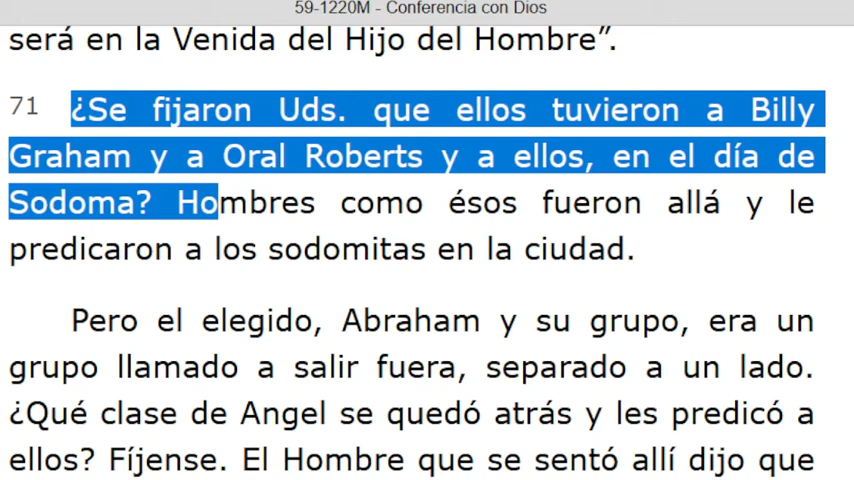 59-1220M - Conferencia con Dios
será en la Venida del Hijo del Hombre”.
71 ¿Se fijaron Uds. que ellos tuvieron a Billy
Graham y a Oral Roberts y a ellos, en el día de
Sodoma? Hombres como ésos fueron allá y le
predicaron a los sodomitas en la ciudad.
Pero el elegido, Abraham y su grupo, era un
grupo llamado a salir fuera, separado a un lado.
¿Qué clase de Angel se quedó atrás y les predicó a
ellos? Fíjense. El Hombre que se sentó allí dijo que